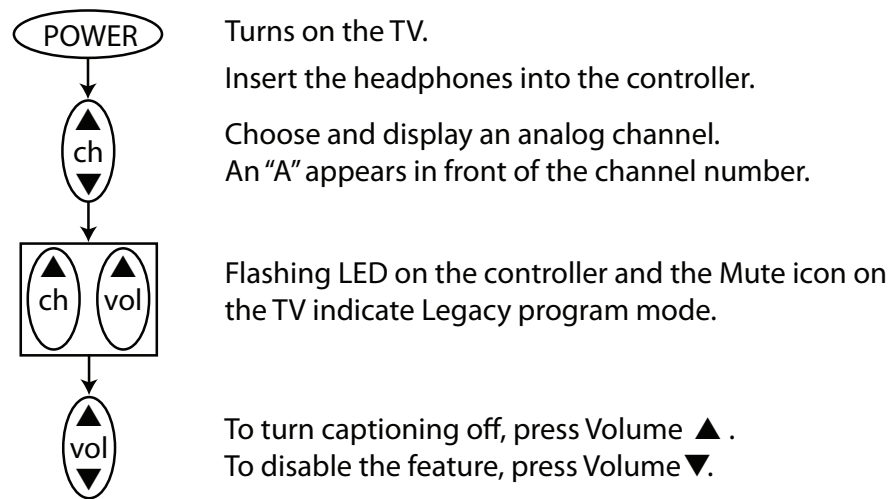 POWER
Turns on the TV.
Insert the headphones into the controller.
ch
Choose and display an analog channel.
An “A” appears in front of the channel number.
ch vol
Flashing LED on the controller and the Mute icon on
the TV indicate Legacy program mode.
vol
To turn captioning off, press Volume ▲ .
To disable the feature, press Volume ▼.